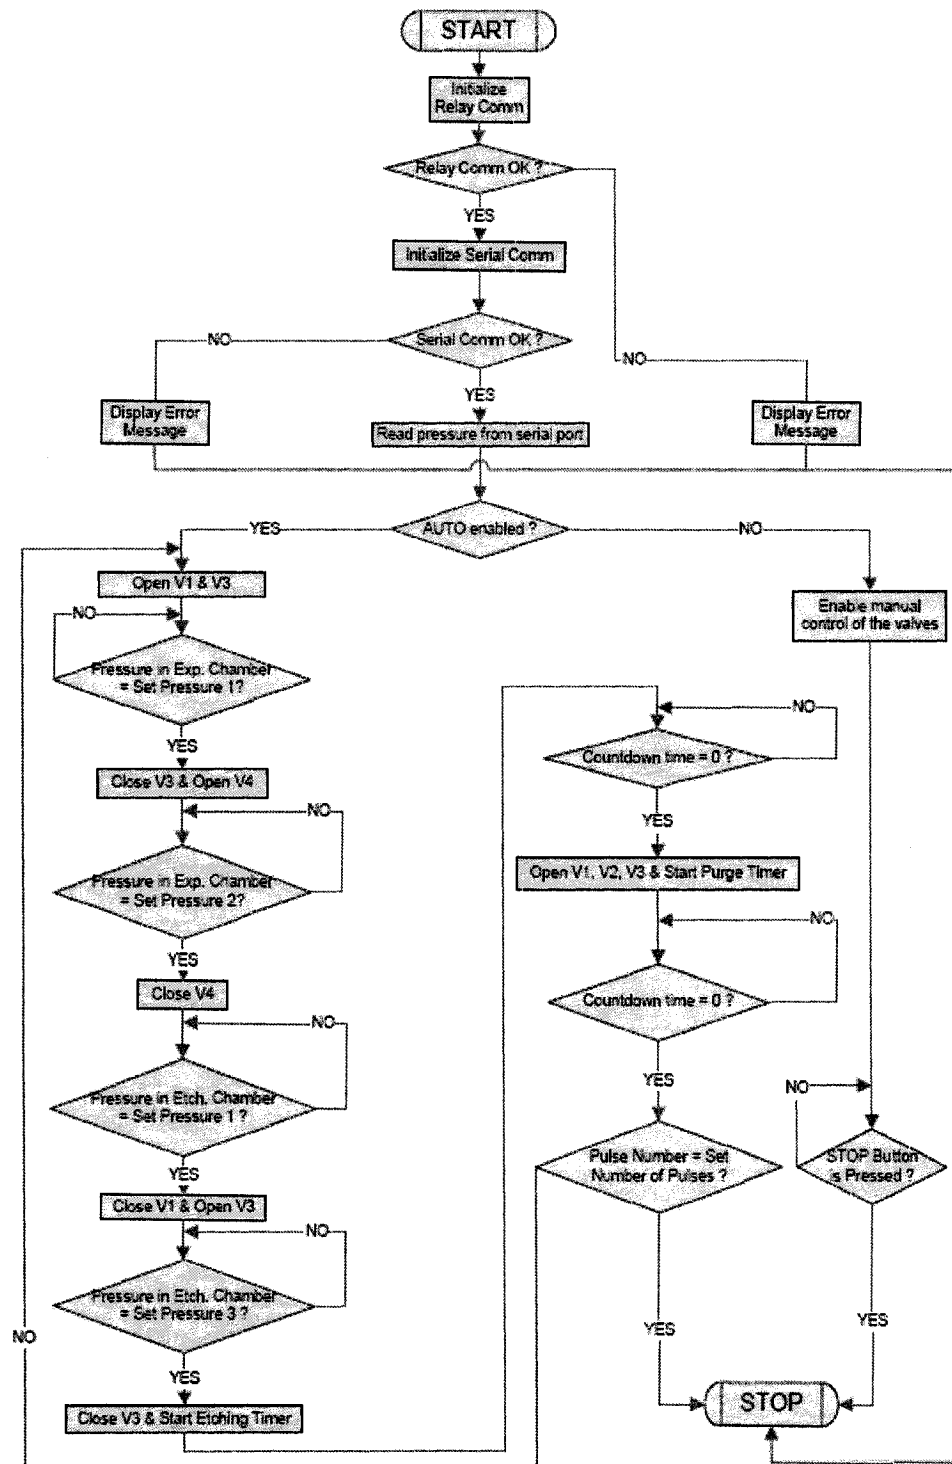 START
Initialize
Relay Comm
Relay Comm OK ?
YES
Initialize Serial Comm
Serial Comm OK ?
NO
NO
YES
Display Error
Message
Read pressure from serial port
Display Error
Message
AUTO enabled ?
YES
NO
Open V1 & V3
NO
Pressure in Exp. Chamber
= Set Pressure 1?
YES
Close V3 & Open V4
NO
Pressure in Exp. Chamber
= Set Pressure 2?
YES
Close V4
NO
Pressure in Etch. Chamber
= Set Pressure 1 ?
YES
Close V1 & Open V3
NO
Pressure in Etch. Chamber
= Set Pressure 3 ?
NO
YES
Close V3 & Start Etching Timer
NO
Countdown time = 0 ?
YES
Open V1, V2, V3 & Start Purge Timer
NO
Countdown time = 0 ?
YES
Pulse Number = Set
Number of Pulses ?
YES
Enable manual
control of the valves
NO
STOP Button
is Pressed ?
YES
STOP